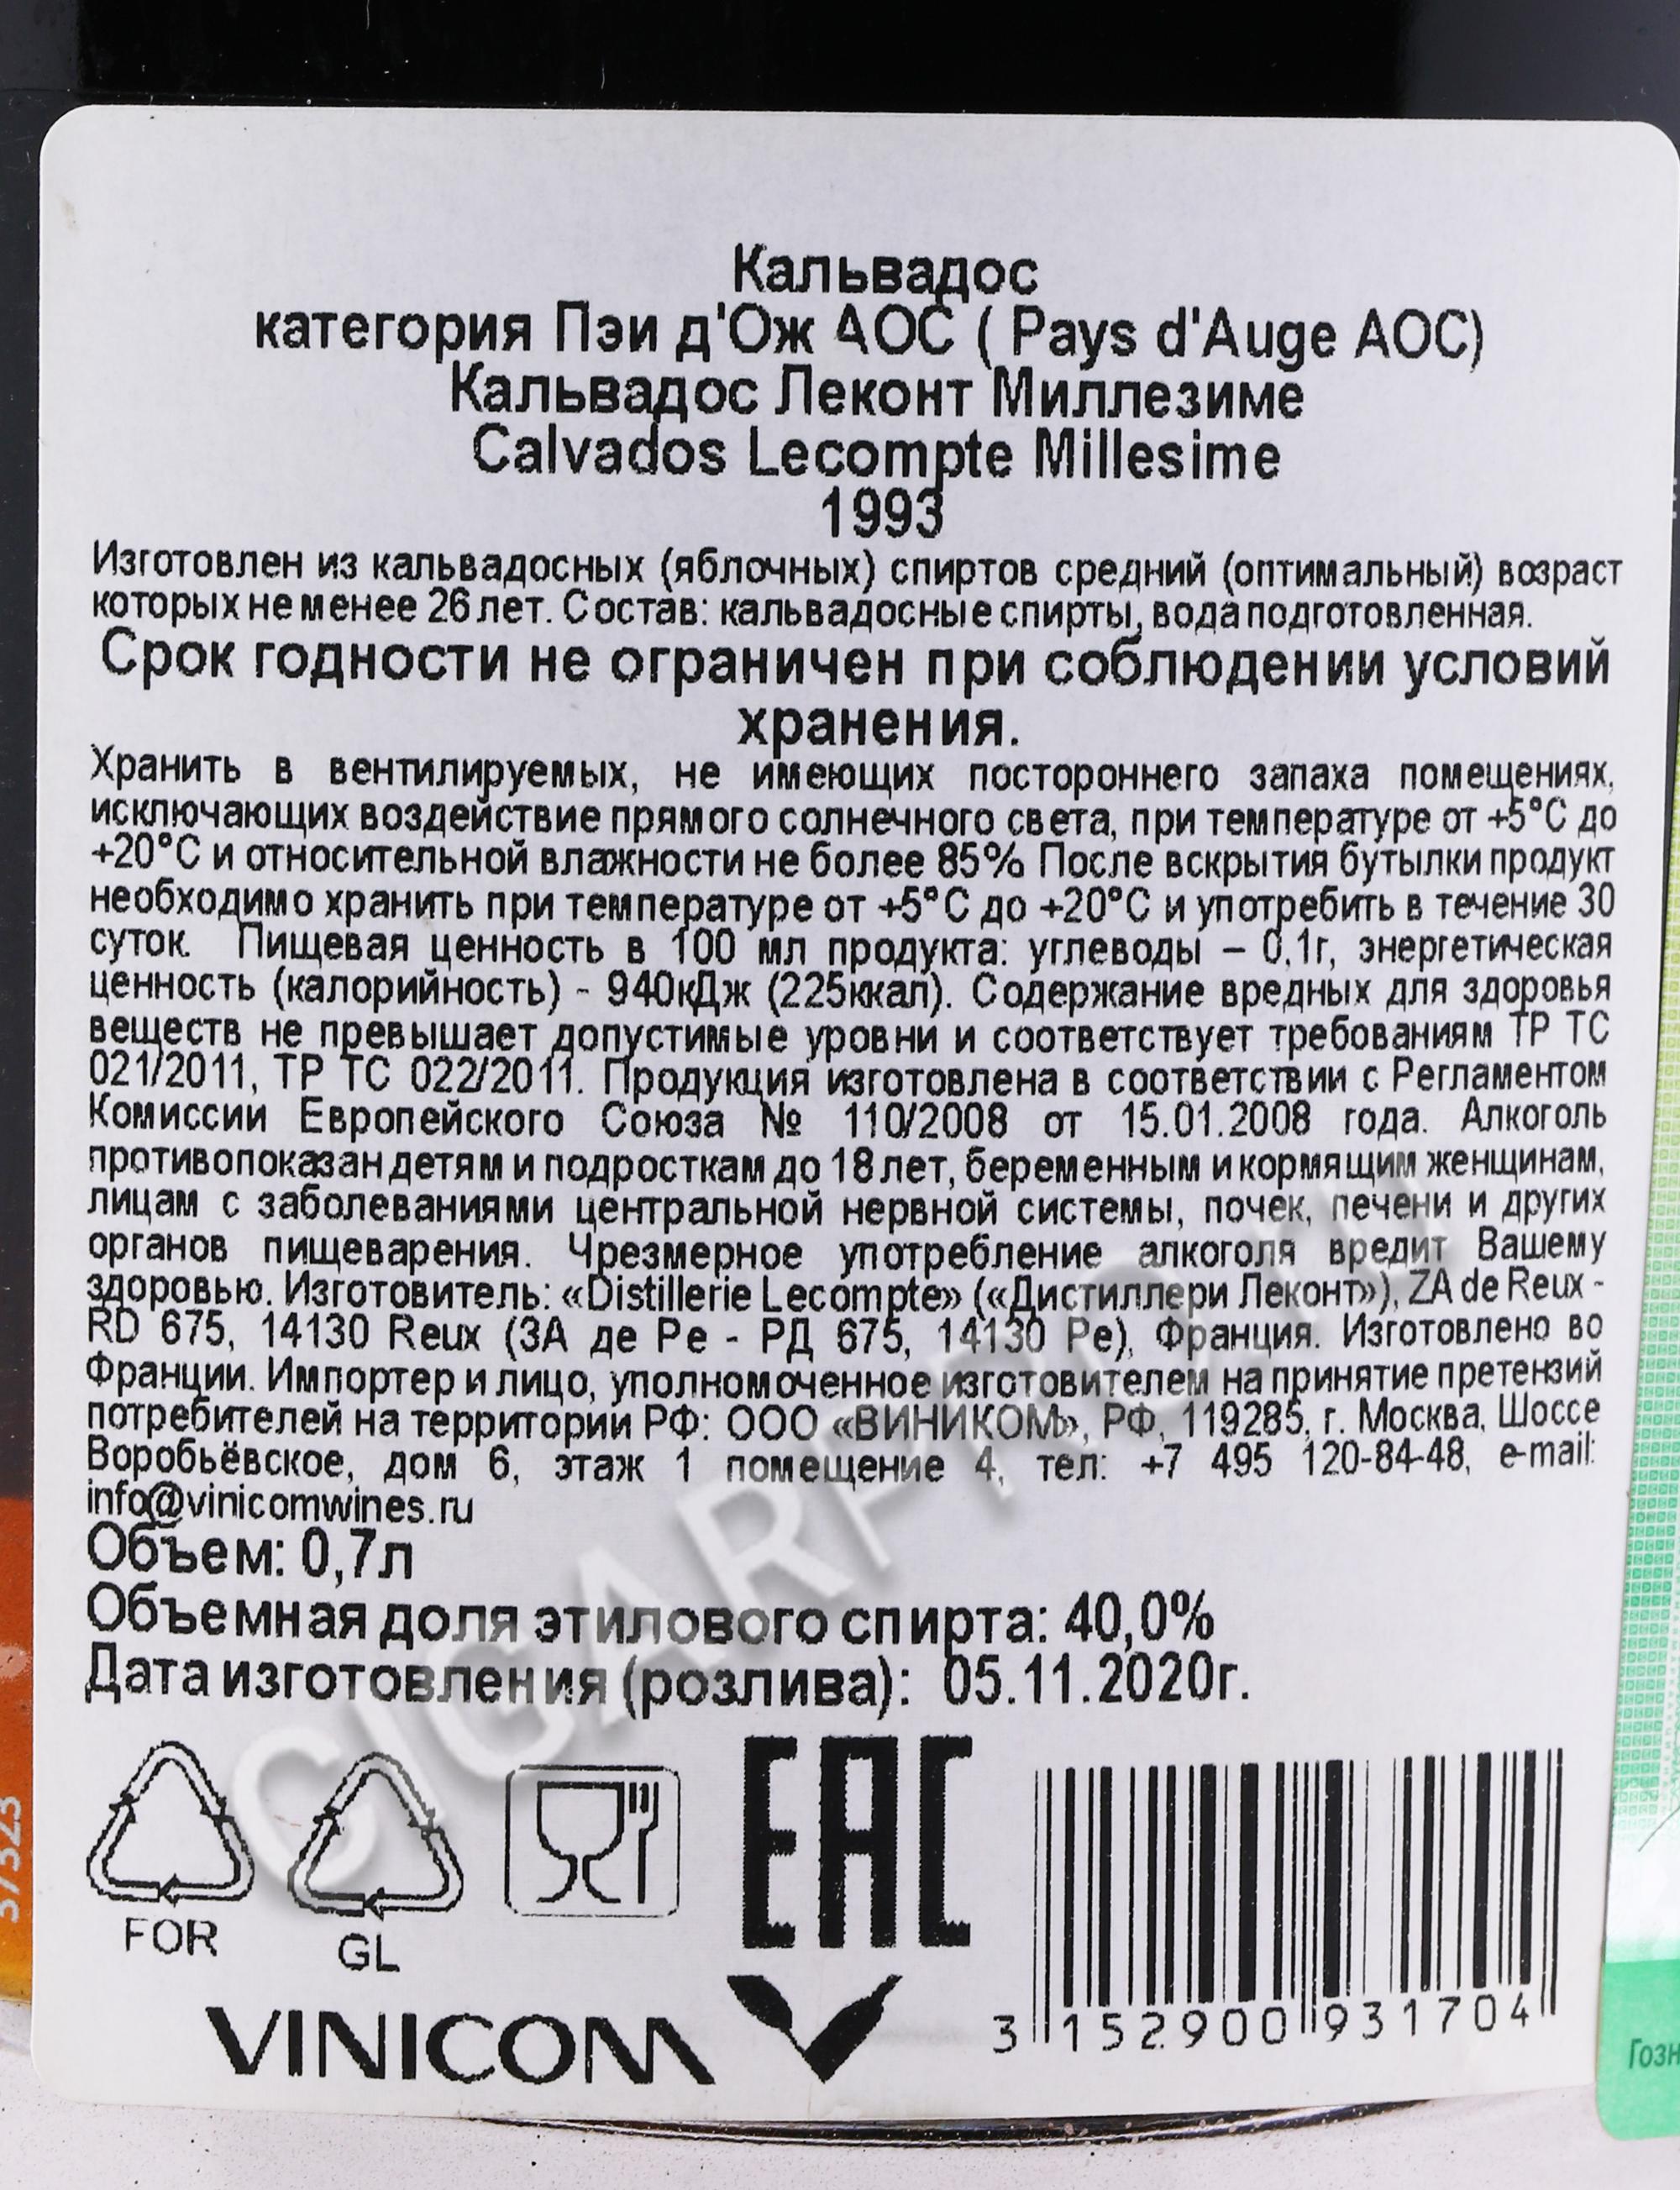 Кальвадос
категория Пэи д'Ож АОС ( Pays d'Auge AOC)
Кальвадос Леконт Миллезиме
Calvados Lecompte Millesime
1993
Изготовлен из кальвадосных (яблочных) спиртов средний (оптимальный) возраст
которых не менее 26 лет. Состав: кальвадосные спирты, вода подготовленная.
Срок годности не ограничен при соблюдении условий
хранения.
Хранить в вентилируемых, не имеющих постороннего запаха помещениях,
исключающих воздействие прямого солнечного света, при температуре от +5°С до
+20°С и относительной влажности не более 85% После вскрытия бутылки продукт
необходимо хранить при температуре от +5°С до +20°С и употребить в течение 30
суток. Пищевая ценность в 100 мл продукта: углеводы – 0,1г, энергетическая
ценность (калорийность) - 940кДж (225ккал). Содержание вредных для здоровья
веществ не превышает допустимые уровни и соответствует требованиям ТР ТС
021/2011, ТР ТС 022/2011. Продукция изготовлена в соответствии с Регламентом
Комиссии Европейского Союза № 110/2008 от 15.01.2008 года. Алкоголь
противопоказан детям и подросткам до 18 лет, беременным и кормящим женщинам,
лицам с заболеваниями центральной нервной системы, почек, печени и других
органов пищеварения. Чрезмерное употребление алкоголя вредит Вашему
здоровью. Изготовитель: «Distillerie Lecompte» («Дистиллери Леконт»), ZA de Reux -
RD 675, 14130 Reux (ЗА де Ре - РД 675, 14130 Ре), Франция. Изготовлено во
Франции. Импортер и лицо, уполномоченное изготовителем на принятие претензий
потребителей на территории РФ: ООО «ВИНИКОМ», РФ, 119285, г. Москва, Шоссе
Воробьёвское, дом 6, этаж 1 помещение 4, тел: +7 495 120-84-48, e-mail:
info@vinicomwines.ru
Объем: 0,7л
Объемная доля этилового спирта: 40,0%
Дата изготовления (розлива): 05.11.2020г.
FOR
GL
EAC
VINICOM
3 152900 931704
CIGARPRO.RU
57323
Гозн